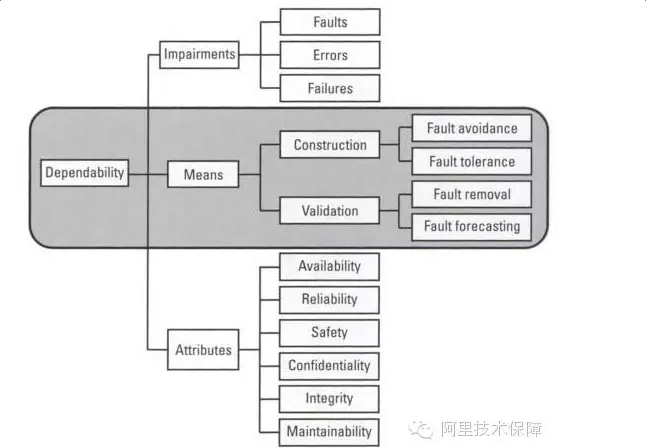 Faults
Impairments
Errors
Failures
Fault avoidance
Construction
Fault tolerance
Dependability
Means
Fault removal
Validation
Fault forecasting
Availability
Reliability
Safety
Attributes
Confidentiality
Integrity
Maintainability
阿里技术保障